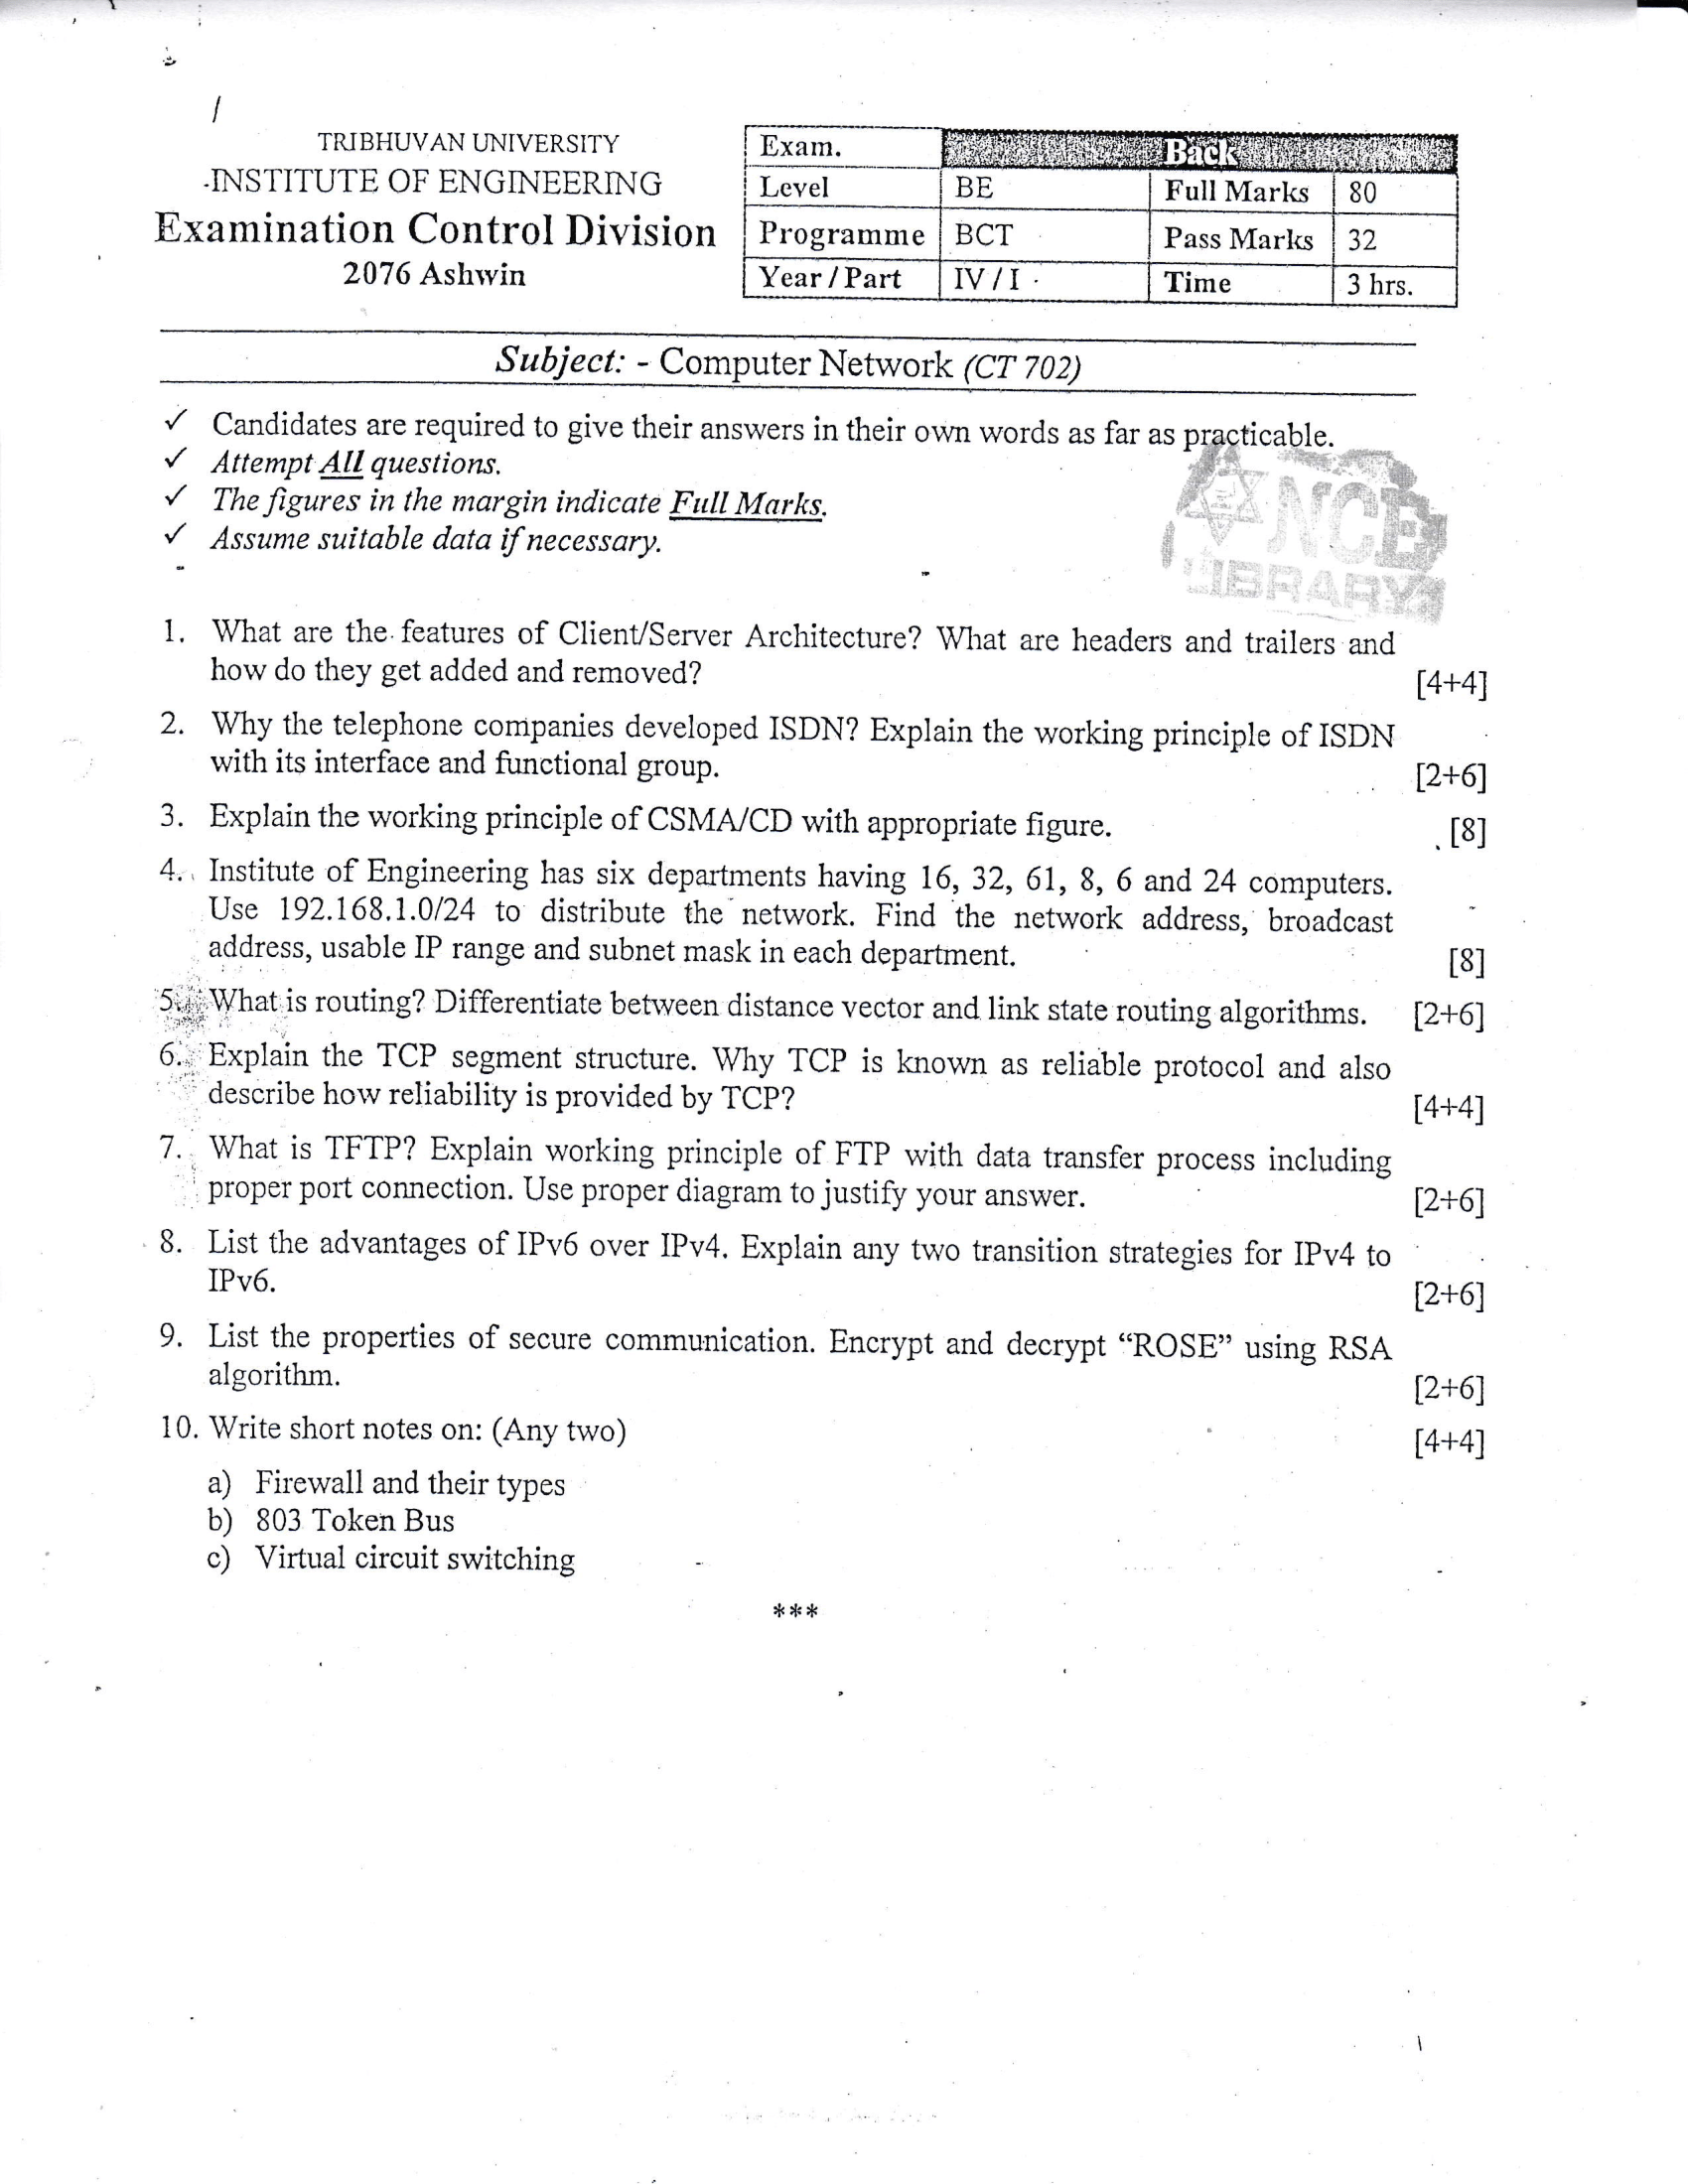 TRIBHUVAN UNIVERSITY
INSTITUTE OF ENGINEERING
Examination Control Division
2076 Ashwin
Exam. Back
Level BE Full Marks 80
Programme BCT Pass Marks 32
Year / Part IV / I Time 3 hrs.
Subject: - Computer Network (CT 702)
✓ Candidates are required to give their answers in their own words as far as practicable.
✓ Attempt All questions.
✓ The figures in the margin indicate Full Marks.
✓ Assume suitable data if necessary.
NCE
LIBRARY
1. What are the features of Client/Server Architecture? What are headers and trailers and
how do they get added and removed? [4+4]
2. Why the telephone companies developed ISDN? Explain the working principle of ISDN
with its interface and functional group. [2+6]
3. Explain the working principle of CSMA/CD with appropriate figure. [8]
4. Institute of Engineering has six departments having 16, 32, 61, 8, 6 and 24 computers.
Use 192.168.1.0/24 to distribute the network. Find the network address, broadcast
address, usable IP range and subnet mask in each department. [8]
5. What is routing? Differentiate between distance vector and link state routing algorithms. [2+6]
6. Explain the TCP segment structure. Why TCP is known as reliable protocol and also
describe how reliability is provided by TCP? [4+4]
7. What is TFTP? Explain working principle of FTP with data transfer process including
proper port connection. Use proper diagram to justify your answer. [2+6]
8. List the advantages of IPv6 over IPv4. Explain any two transition strategies for IPv4 to
IPv6. [2+6]
9. List the properties of secure communication. Encrypt and decrypt “ROSE” using RSA
algorithm. [2+6]
10. Write short notes on: (Any two) [4+4]
a) Firewall and their types
b) 803 Token Bus
c) Virtual circuit switching
***